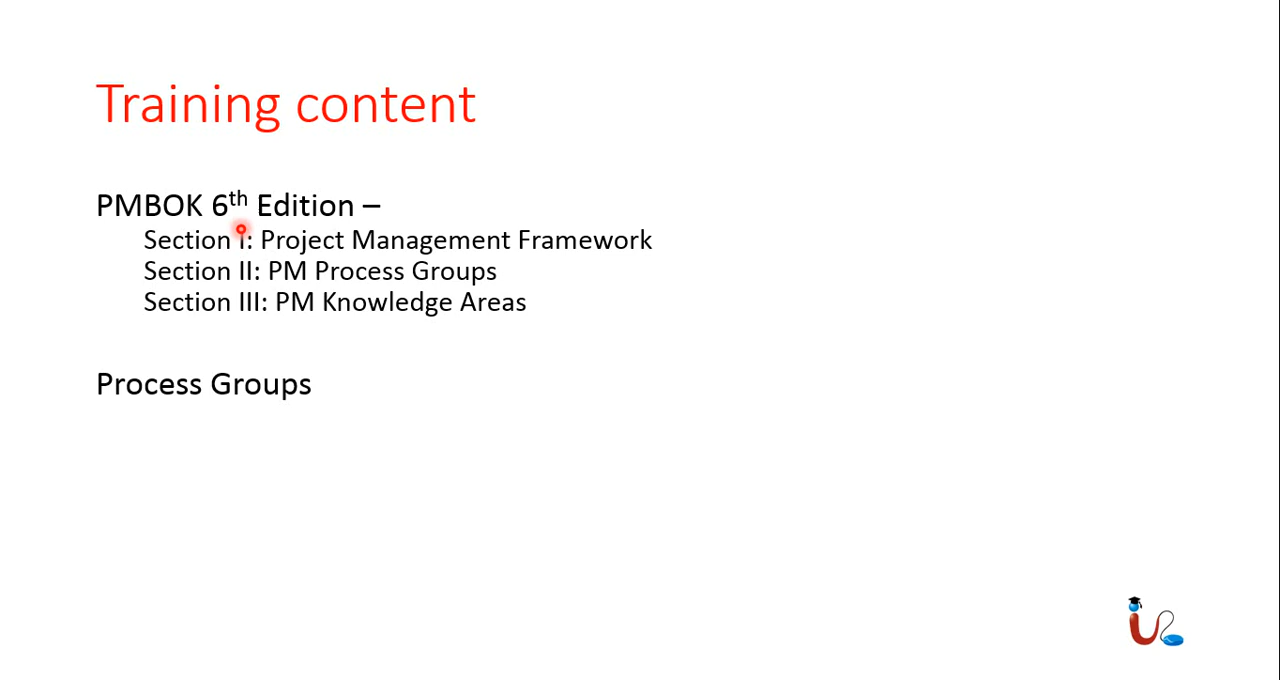 Training content
PMBOK 6th Edition –
Section I: Project Management Framework
Section II: PM Process Groups
Section III: PM Knowledge Areas
Process Groups